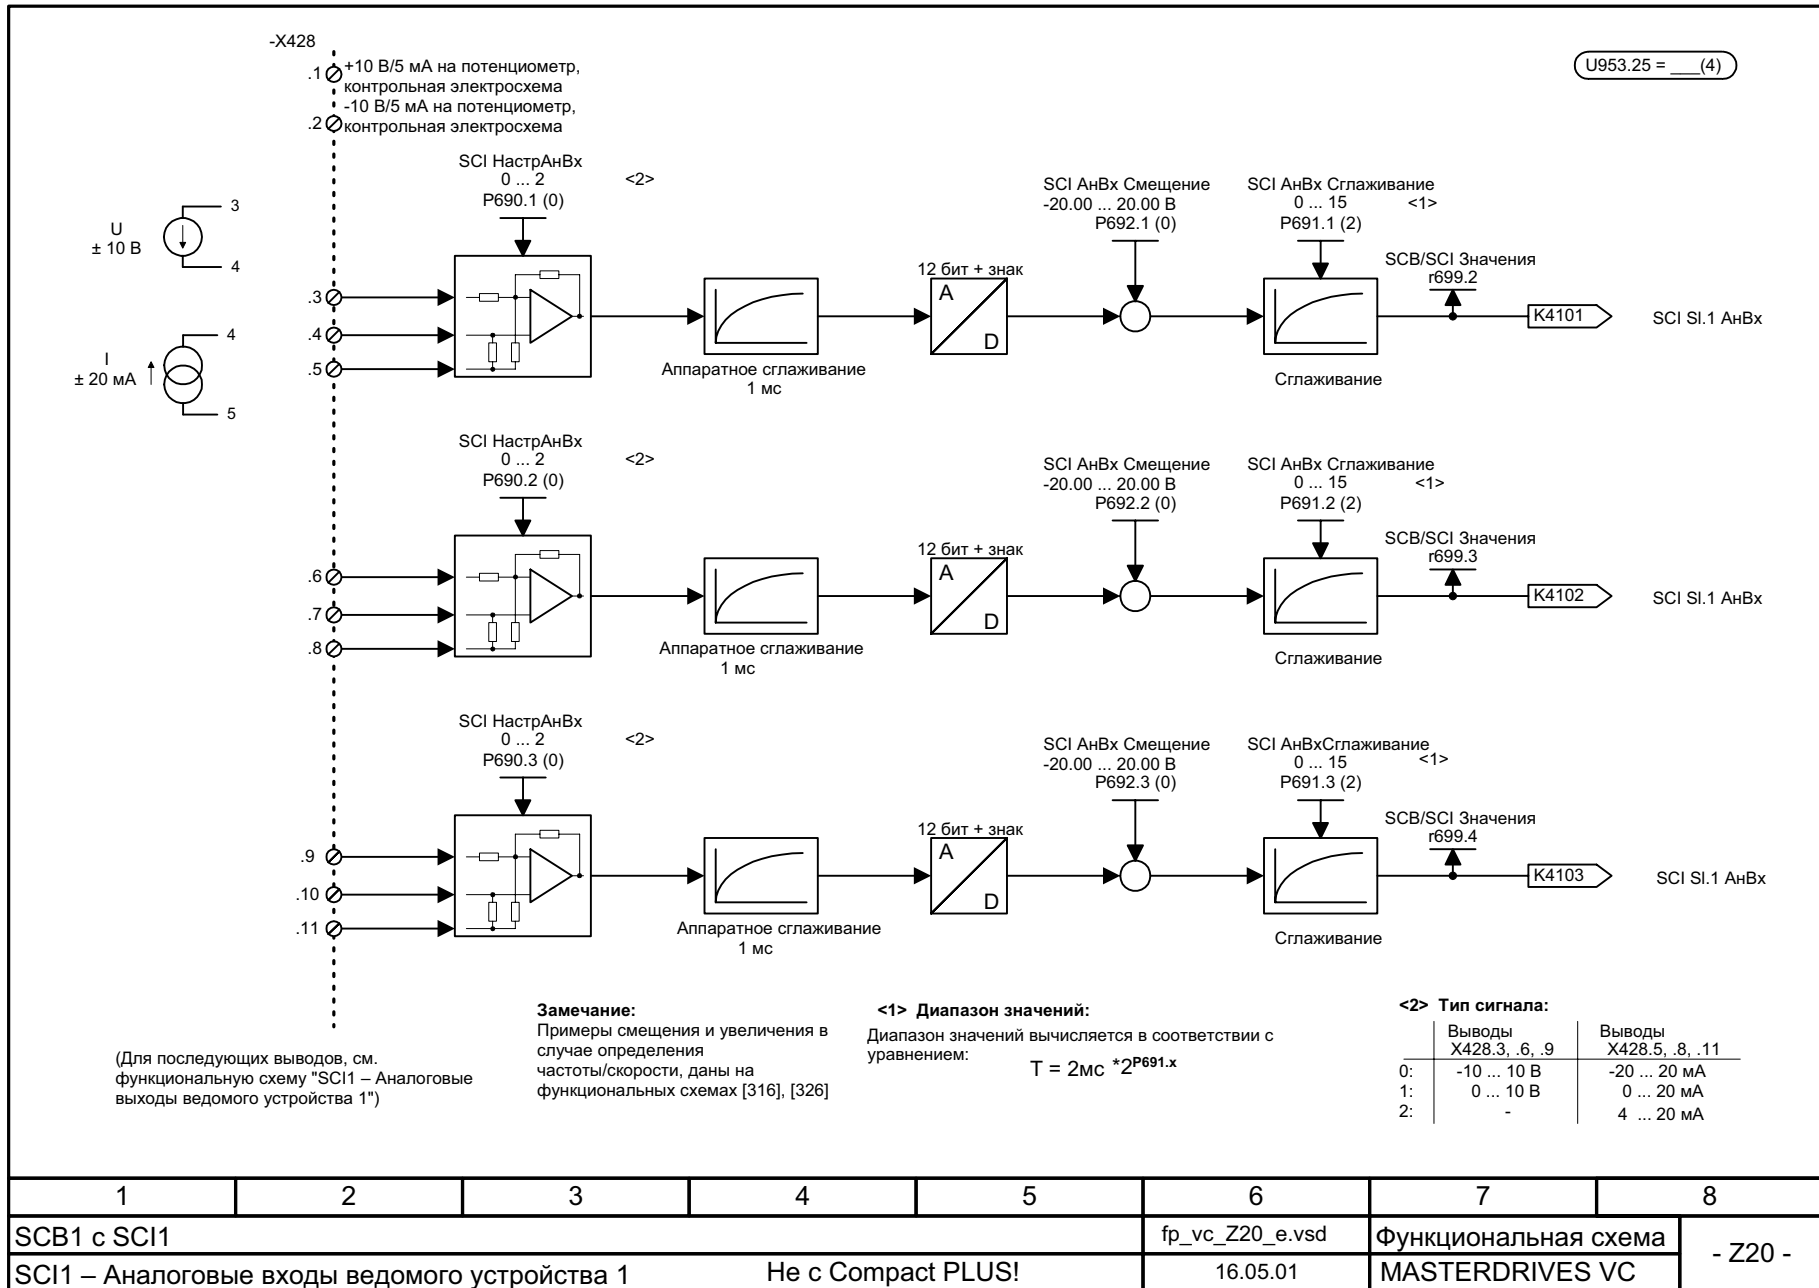 -X428
.1 +10 В/5 мА на потенциометр,
контрольная электросхема
-10 В/5 мА на потенциометр,
.2 контрольная электросхема
U953.25 = ___(4)
U
± 10 В
3
4
I
± 20 мА
4
5
SCI НастрАнВх
0 ... 2
P690.1 (0)
<2>
.3
.4
.5
Аппаратное сглаживание
1 мс
12 бит + знак
A
D
SCI АнВх Смещение
-20.00 ... 20.00 В
P692.1 (0)
SCI АнВх Сглаживание
0 ... 15 <1>
P691.1 (2)
Сглаживание
SCB/SCI Значения
r699.2
K4101
SCI Sl.1 АнВх
SCI НастрАнВх
0 ... 2
P690.2 (0)
<2>
.6
.7
.8
Аппаратное сглаживание
1 мс
12 бит + знак
A
D
SCI АнВх Смещение
-20.00 ... 20.00 В
P692.2 (0)
SCI АнВх Сглаживание
0 ... 15 <1>
P691.2 (2)
Сглаживание
SCB/SCI Значения
r699.3
K4102
SCI Sl.1 АнВх
SCI НастрАнВх
0 ... 2
P690.3 (0)
<2>
.9
.10
.11
Аппаратное сглаживание
1 мс
12 бит + знак
A
D
SCI АнВх Смещение
-20.00 ... 20.00 В
P692.3 (0)
SCI АнВхСглаживание
0 ... 15 <1>
P691.3 (2)
Сглаживание
SCB/SCI Значения
r699.4
K4103
SCI Sl.1 АнВх
(Для последующих выводов, см.
функциональную схему "SCI1 – Аналоговые
выходы ведомого устройства 1")
Замечание:
Примеры смещения и увеличения в
случае определения
частоты/скорости, даны на
функциональных схемах [316], [326]
<1> Диапазон значений:
Диапазон значений вычисляется в соответствии с
уравнением:
T = 2мс *2P691.x
<2> Тип сигнала:
Выводы Выводы
X428.3, .6, .9 X428.5, .8, .11
0: -10 ... 10 В -20 ... 20 мА
1: 0 ... 10 В 0 ... 20 мА
2: - 4 ... 20 мА
1 2 3 4 5 6 7 8
SCB1 с SCI1 fp_vc_Z20_e.vsd Функциональная схема
- Z20 -
SCI1 – Аналоговые входы ведомого устройства 1 Не с Compact PLUS! 16.05.01 MASTERDRIVES VC